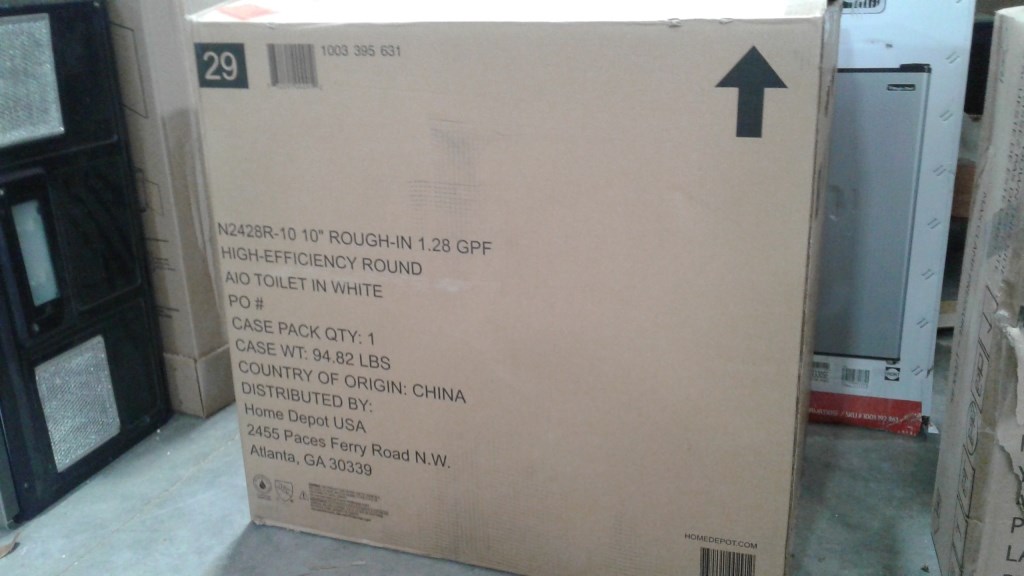 29
1003 395 631
N2428R-10 10" ROUGH-IN 1.28 GPF
HIGH-EFFICIENCY ROUND
AIO TOILET IN WHITE
PO #
CASE PACK QTY: 1
CASE WT: 94.82 LBS
COUNTRY OF ORIGIN: CHINA
DISTRIBUTED BY:
Home Depot USA
2455 Paces Ferry Road N.W.
Atlanta, GA 30339
HOMEDEPOT.COM
P
LA